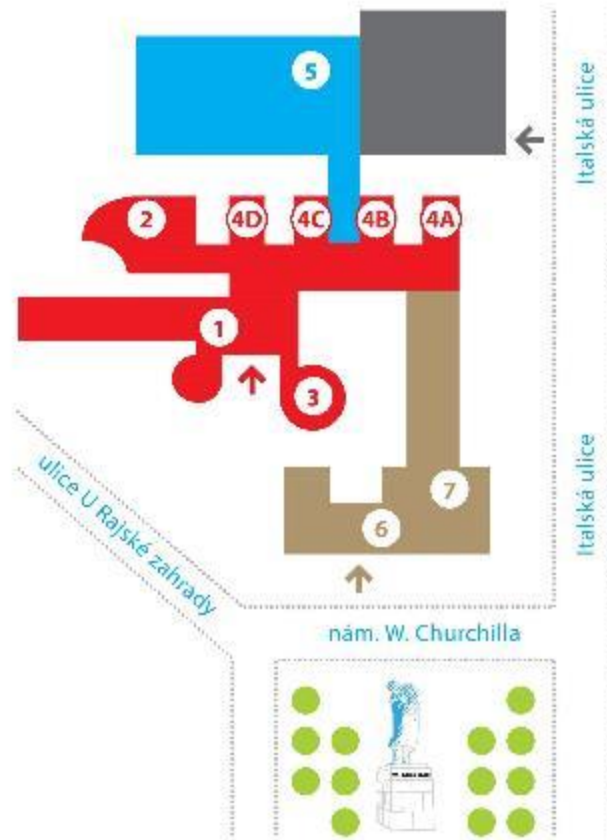 5
Italská ulice
2
4D
4C
4B
4A
1
3
Italská ulice
ulice U Rajské zahrady
7
6
nám. W. Churchilla